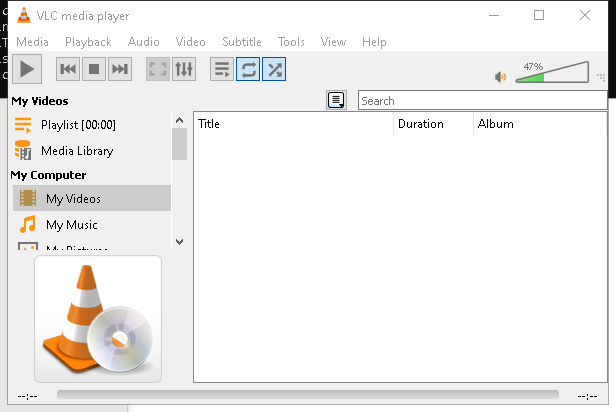 VLC media player
Media Playback Audio Video Subtitle Tools View Help
47%
My Videos
Search
Playlist [00:00]
Media Library
My Computer
My Videos
My Music
My Pictures
Title Duration Album
--:-- --:--